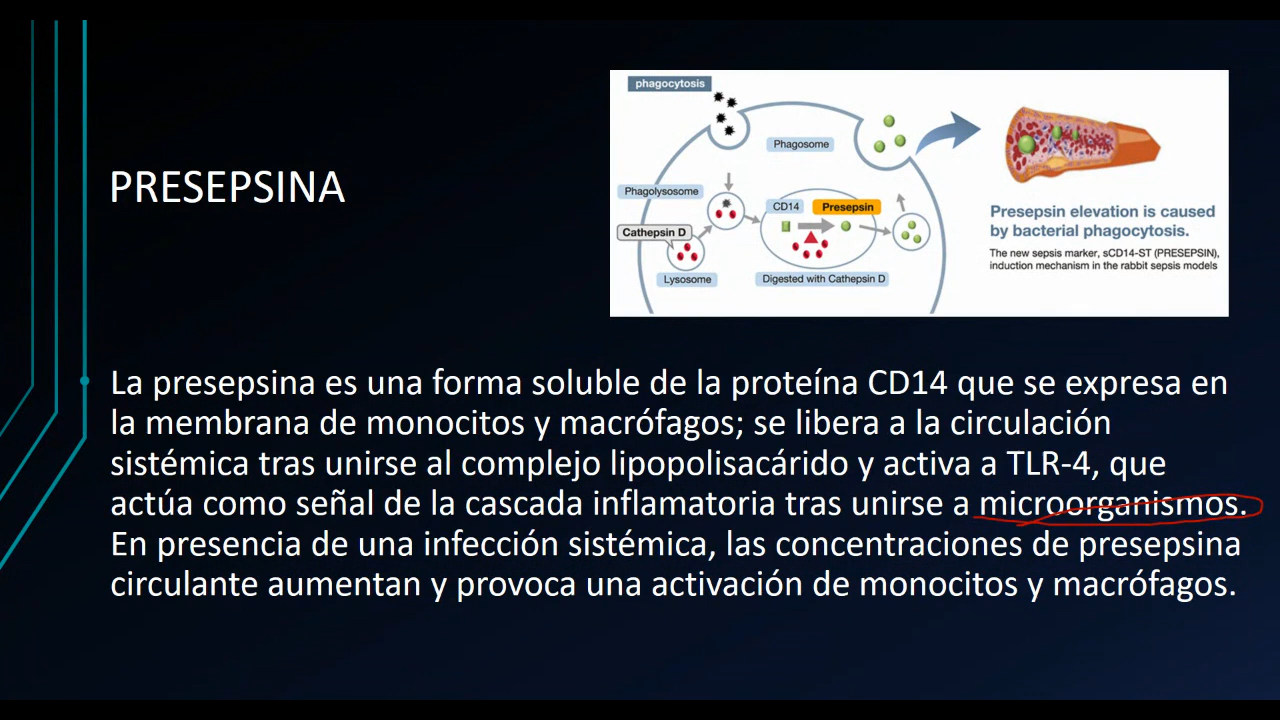 PRESEPSINA
phagocytosis
Phagosome
Phagolysosome
CD14
Presepsin
Cathepsin D
Lysosome
Digested with Cathepsin D
Presepsin elevation is caused
by bacterial phagocytosis.
The new sepsis marker, sCD14-ST (PRESEPSIN),
induction mechanism in the rabbit sepsis models
La presepsina es una forma soluble de la proteína CD14 que se expresa en
la membrana de monocitos y macrófagos; se libera a la circulación
sistémica tras unirse al complejo lipopolisacárido y activa a TLR-4, que
actúa como señal de la cascada inflamatoria tras unirse a microorganismos.
En presencia de una infección sistémica, las concentraciones de presepsina
circulante aumentan y provoca una activación de monocitos y macrófagos.